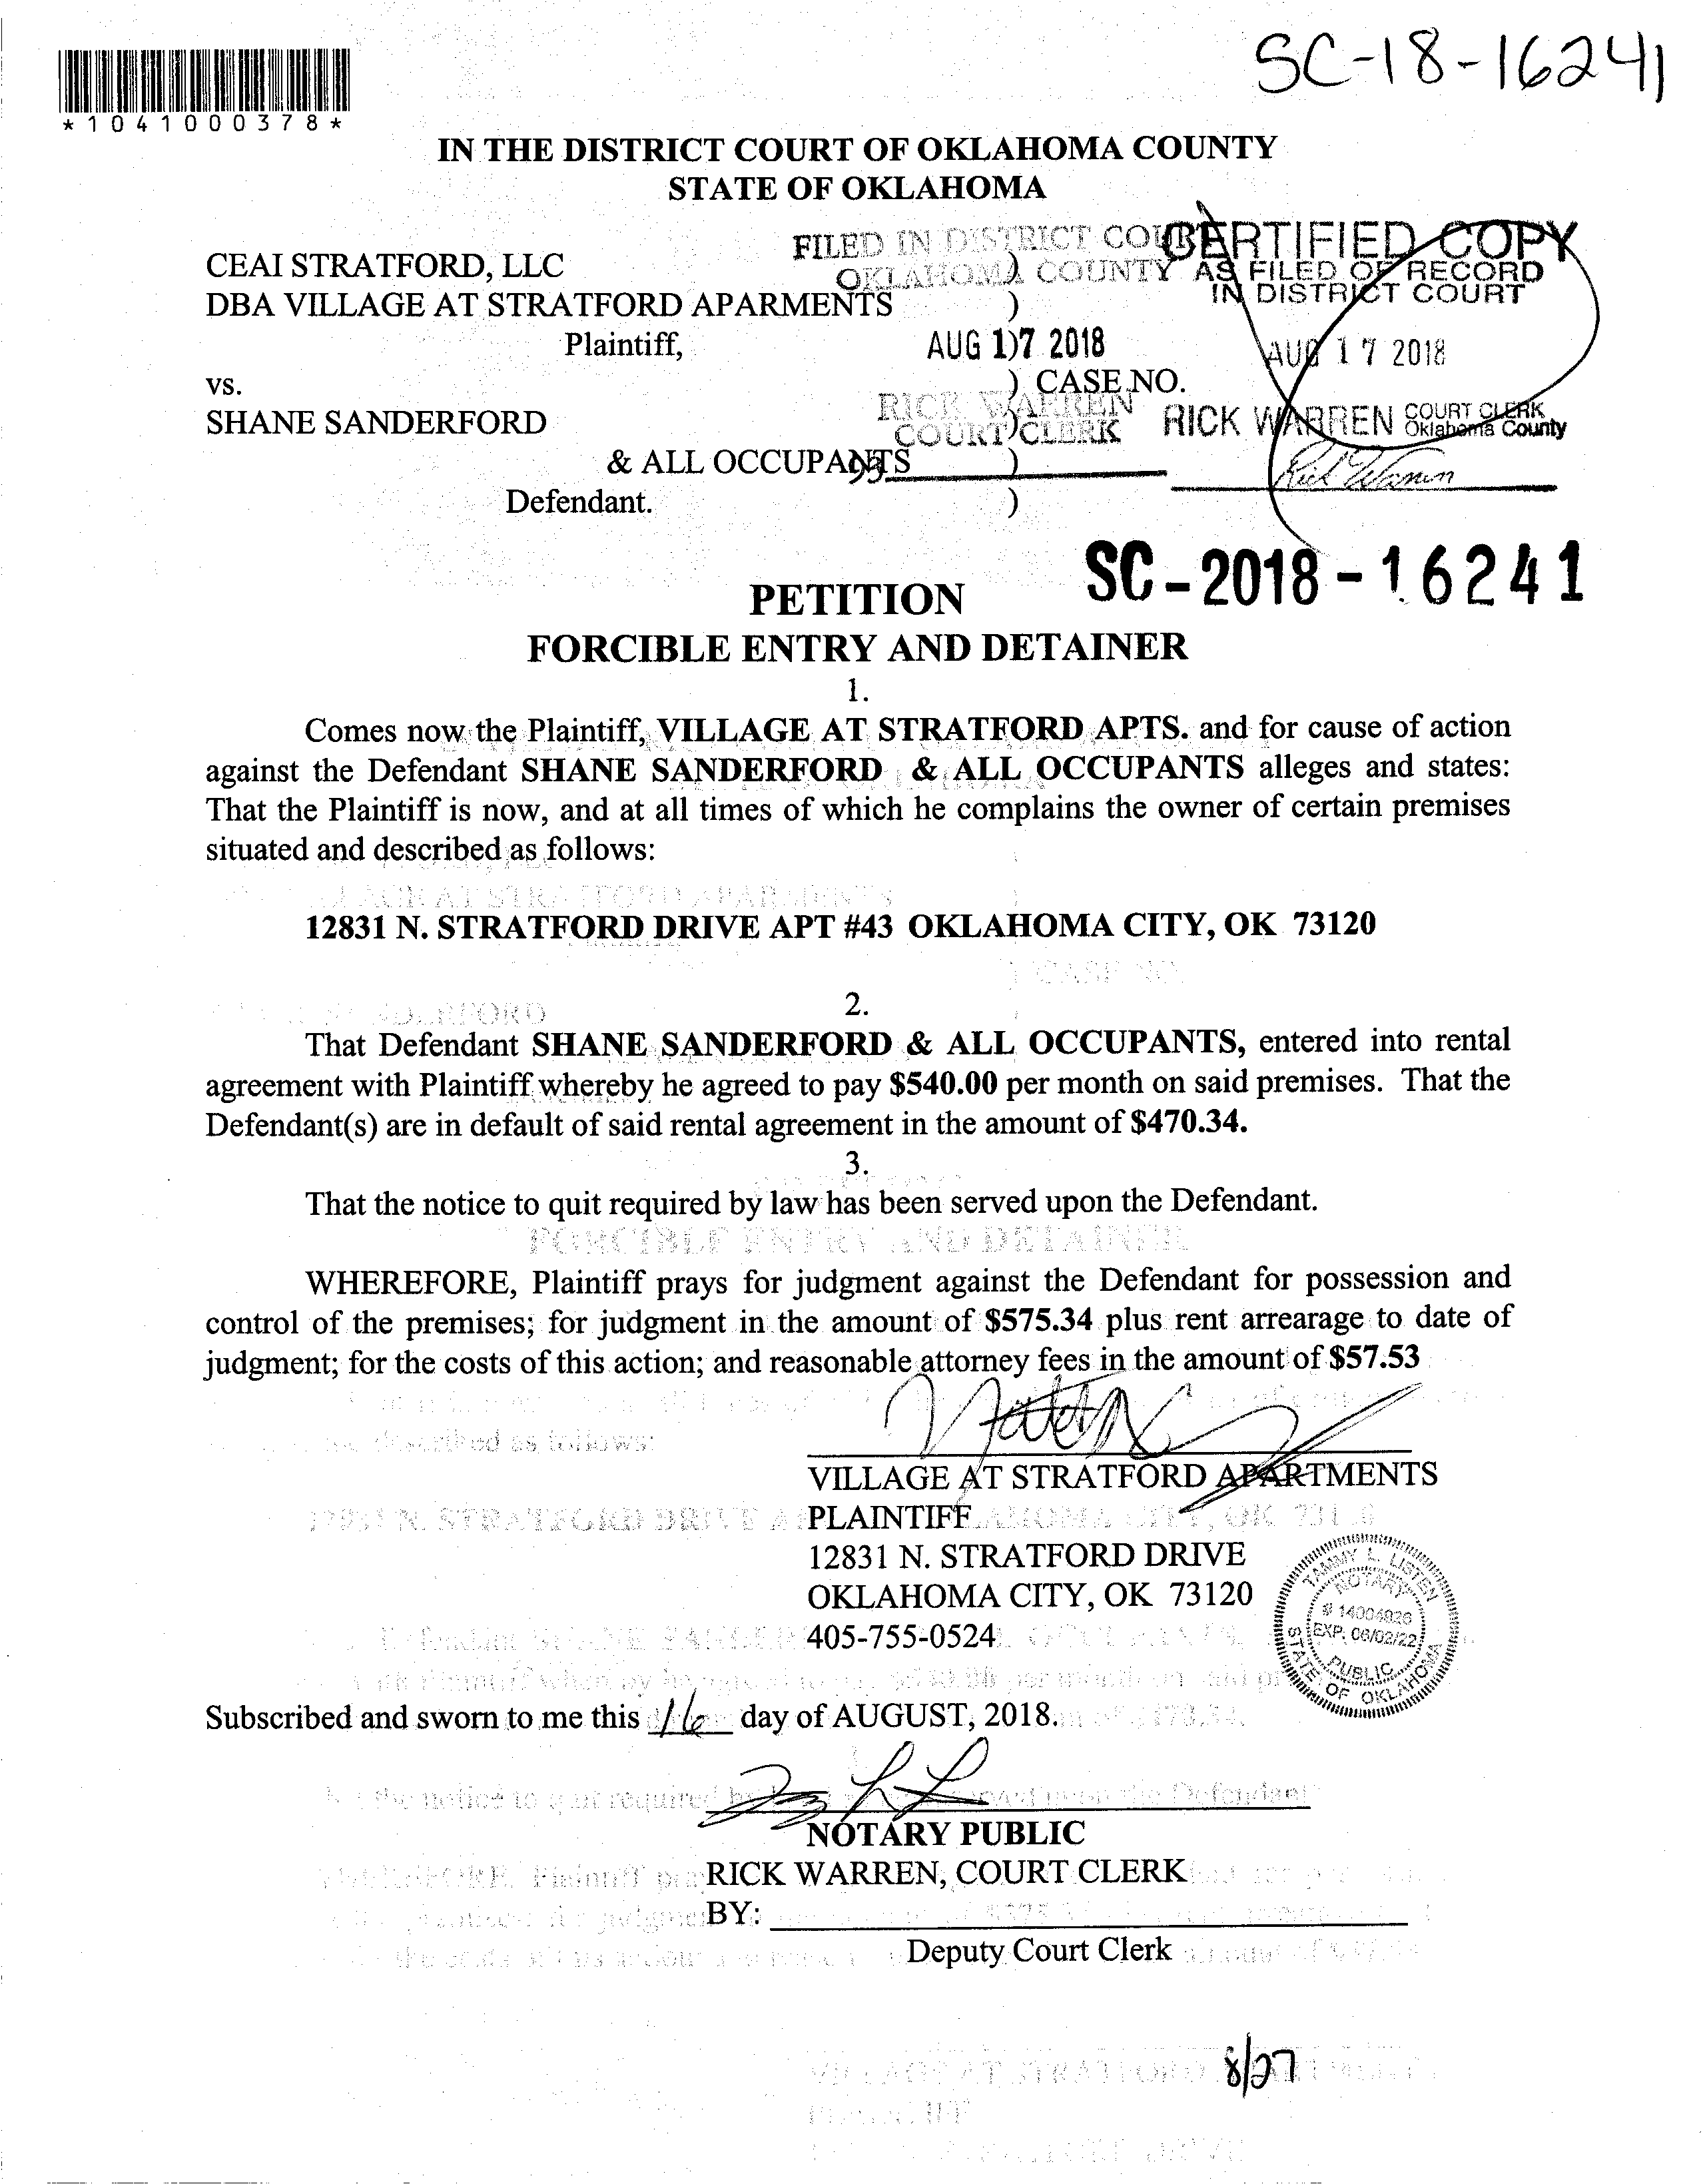 SC-18-16241
*1041000378*
IN THE DISTRICT COURT OF OKLAHOMA COUNTY
STATE OF OKLAHOMA
FILED IN DISTRICT COURT
OKLAHOMA COUNTY
CERTIFIED COPY
AS FILED OF RECORD
IN DISTRICT COURT
CEAI STRATFORD, LLC )
DBA VILLAGE AT STRATFORD APARMENTS )
Plaintiff, )
AUG 17 2018
AUG 17 2018
vs. ) CASE NO.
RICK WARREN
COURT CLERK
RICK WARREN COURT CLERK
Oklahoma County
SHANE SANDERFORD )
& ALL OCCUPANTS )
Rick Warren
Defendant. )
SC-2018-16241
PETITION
FORCIBLE ENTRY AND DETAINER
1.
Comes now the Plaintiff, VILLAGE AT STRATFORD APTS. and for cause of action
against the Defendant SHANE SANDERFORD & ALL OCCUPANTS alleges and states:
That the Plaintiff is now, and at all times of which he complains the owner of certain premises
situated and described as follows:
12831 N. STRATFORD DRIVE APT #43 OKLAHOMA CITY, OK 73120
2.
That Defendant SHANE SANDERFORD & ALL OCCUPANTS, entered into rental
agreement with Plaintiff whereby he agreed to pay $540.00 per month on said premises. That the
Defendant(s) are in default of said rental agreement in the amount of $470.34.
3.
That the notice to quit required by law has been served upon the Defendant.
WHEREFORE, Plaintiff prays for judgment against the Defendant for possession and
control of the premises; for judgment in the amount of $575.34 plus rent arrearage to date of
judgment; for the costs of this action; and reasonable attorney fees in the amount of $57.53
VILLAGE AT STRATFORD APARTMENTS
PLAINTIFF
12831 N. STRATFORD DRIVE
OKLAHOMA CITY, OK 73120
405-755-0524
TAMMY L. LISTEN
NOTARY
# 14004926
EXP. 06/02/22
PUBLIC
STATE OF OKLAHOMA
Subscribed and sworn to me this 16 day of AUGUST, 2018.
NOTARY PUBLIC
RICK WARREN, COURT CLERK
BY:
Deputy Court Clerk
8/27